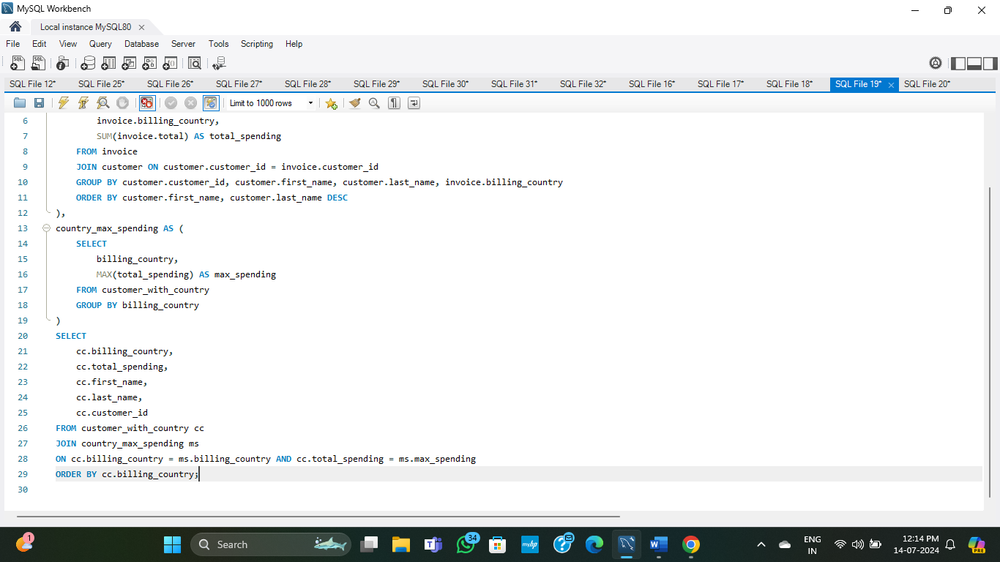 MySQL Workbench
Local instance MySQL80
File Edit View Query Database Server Tools Scripting Help
SQL File 12* SQL File 25* SQL File 26* SQL File 27* SQL File 28* SQL File 29* SQL File 30* SQL File 31* SQL File 32* SQL File 16* SQL File 17* SQL File 18* SQL File 19* SQL File 20*
Limit to 1000 rows
6 invoice.billing_country,
7 SUM(invoice.total) AS total_spending
8 FROM invoice
9 JOIN customer ON customer.customer_id = invoice.customer_id
10 GROUP BY customer.customer_id, customer.first_name, customer.last_name, invoice.billing_country
11 ORDER BY customer.first_name, customer.last_name DESC
12 ),
13 country_max_spending AS (
14 SELECT
15 billing_country,
16 MAX(total_spending) AS max_spending
17 FROM customer_with_country
18 GROUP BY billing_country
19 )
20 SELECT
21 cc.billing_country,
22 cc.total_spending,
23 cc.first_name,
24 cc.last_name,
25 cc.customer_id
26 FROM customer_with_country cc
27 JOIN country_max_spending ms
28 ON cc.billing_country = ms.billing_country AND cc.total_spending = ms.max_spending
29 ORDER BY cc.billing_country;
30
1
Search
34
ENG
IN
12:14 PM
14-07-2024